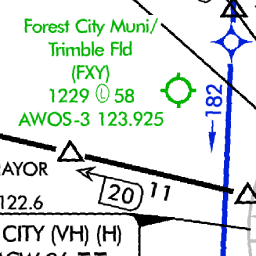 Forest City Muni/
Trimble Fld
(FXY)
1229 Ⓛ 58
AWOS-3 123.925
182
RAYOR
20 11
122.6
CITY (VH) (H)